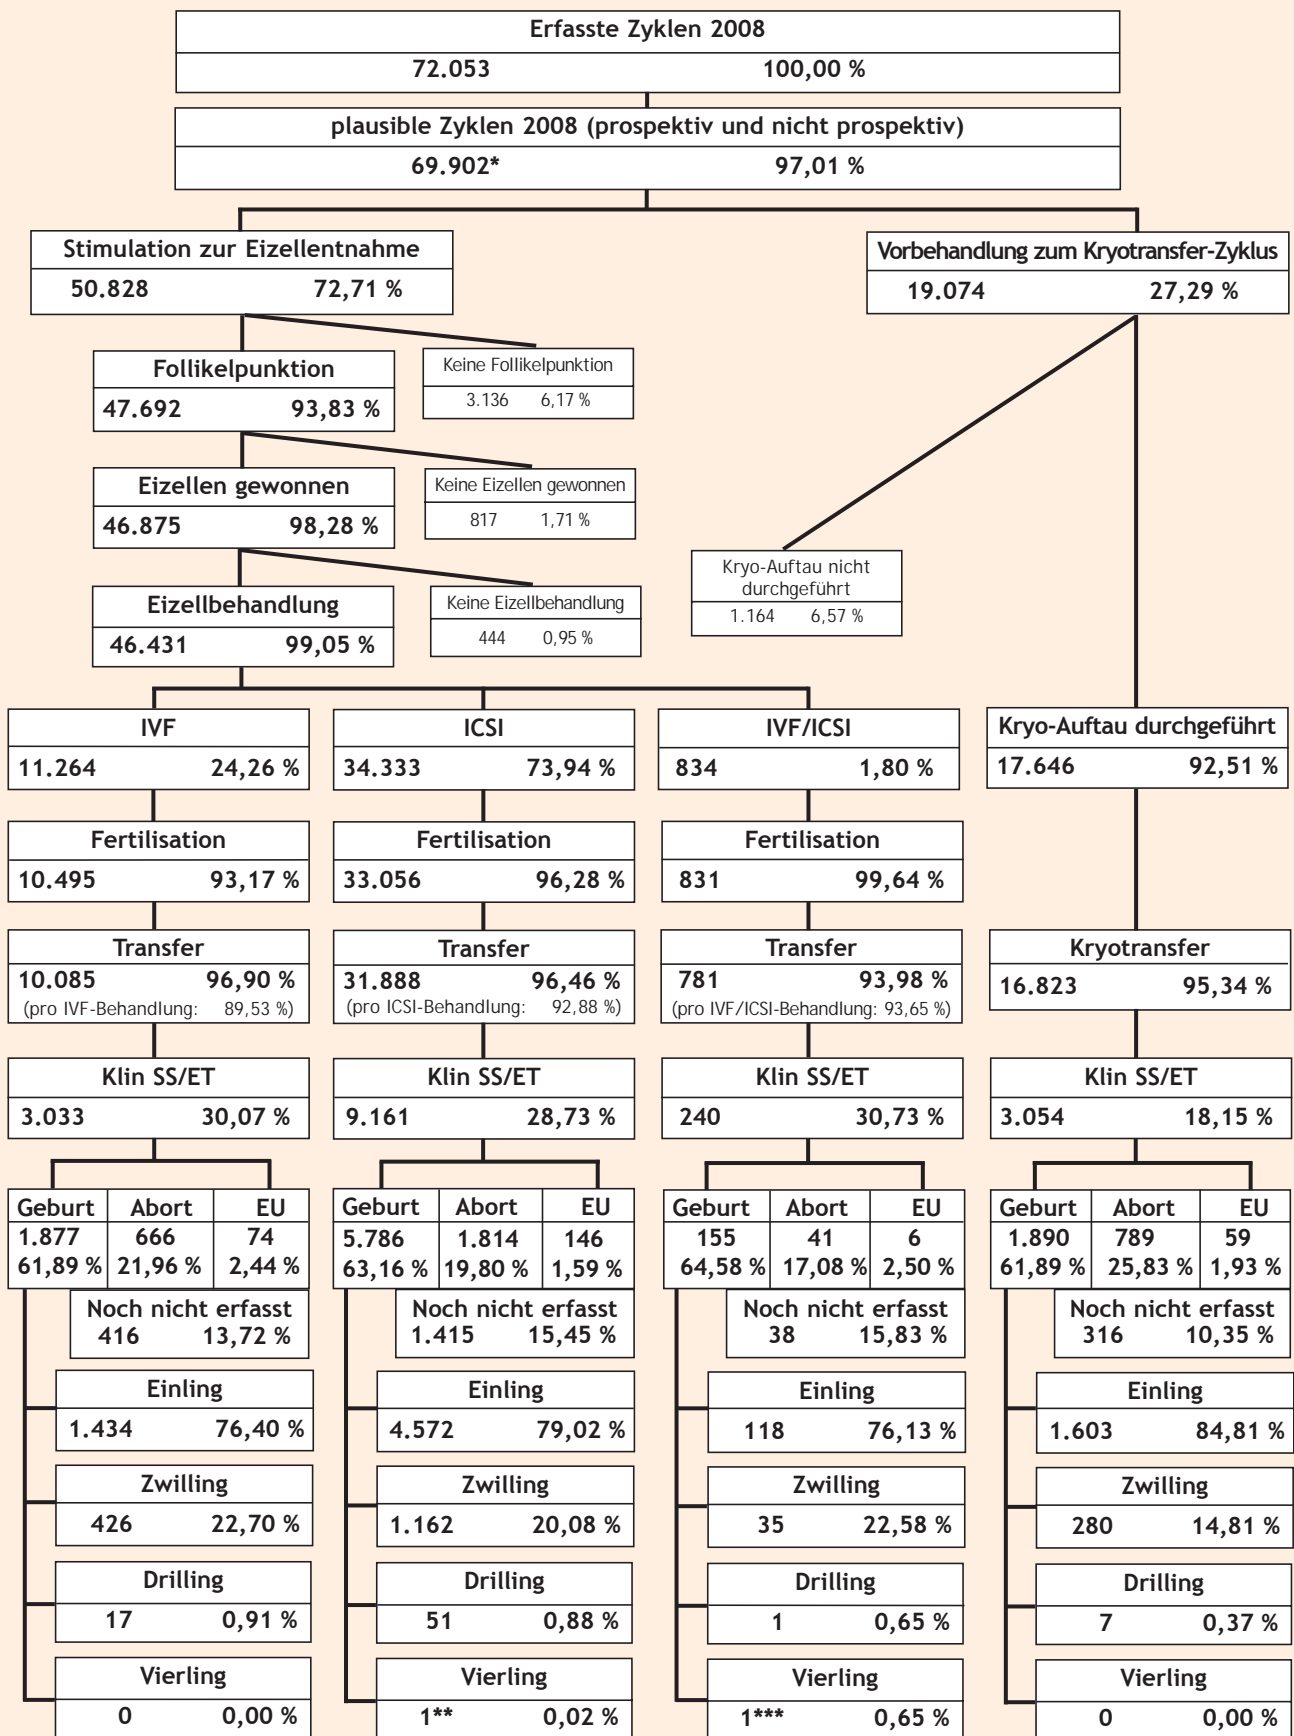 Erfasste Zyklen 2008
72.053 100,00 %
plausible Zyklen 2008 (prospektiv und nicht prospektiv)
69.902* 97,01 %
Stimulation zur Eizellentnahme
50.828 72,71 %
Vorbehandlung zum Kryotransfer-Zyklus
19.074 27,29 %
Follikelpunktion
47.692 93,83 %
Keine Follikelpunktion
3.136 6,17 %
Eizellen gewonnen
46.875 98,28 %
Keine Eizellen gewonnen
817 1,71 %
Eizellbehandlung
46.431 99,05 %
Keine Eizellbehandlung
444 0,95 %
Kryo-Auftau nicht
durchgeführt
1.164 6,57 %
IVF
11.264 24,26 %
Fertilisation
10.495 93,17 %
Transfer
10.085 96,90 %
(pro IVF-Behandlung: 89,53 %)
Klin SS/ET
3.033 30,07 %
Geburt Abort EU
1.877 666 74
61,89 % 21,96 % 2,44 %
Noch nicht erfasst
416 13,72 %
Einling
1.434 76,40 %
Zwilling
426 22,70 %
Drilling
17 0,91 %
Vierling
0 0,00 %
ICSI
34.333 73,94 %
Fertilisation
33.056 96,28 %
Transfer
31.888 96,46 %
(pro ICSI-Behandlung: 92,88 %)
Klin SS/ET
9.161 28,73 %
Geburt Abort EU
5.786 1.814 146
63,16 % 19,80 % 1,59 %
Noch nicht erfasst
1.415 15,45 %
Einling
4.572 79,02 %
Zwilling
1.162 20,08 %
Drilling
51 0,88 %
Vierling
1** 0,02 %
IVF/ICSI
834 1,80 %
Fertilisation
831 99,64 %
Transfer
781 93,98 %
(pro IVF/ICSI-Behandlung: 93,65 %)
Klin SS/ET
240 30,73 %
Geburt Abort EU
155 41 6
64,58 % 17,08 % 2,50 %
Noch nicht erfasst
38 15,83 %
Einling
118 76,13 %
Zwilling
35 22,58 %
Drilling
1 0,65 %
Vierling
1*** 0,65 %
Kryo-Auftau durchgeführt
17.646 92,51 %
Kryotransfer
16.823 95,34 %
Klin SS/ET
3.054 18,15 %
Geburt Abort EU
1.890 789 59
61,89 % 25,83 % 1,93 %
Noch nicht erfasst
316 10,35 %
Einling
1.603 84,81 %
Zwilling
280 14,81 %
Drilling
7 0,37 %
Vierling
0 0,00 %